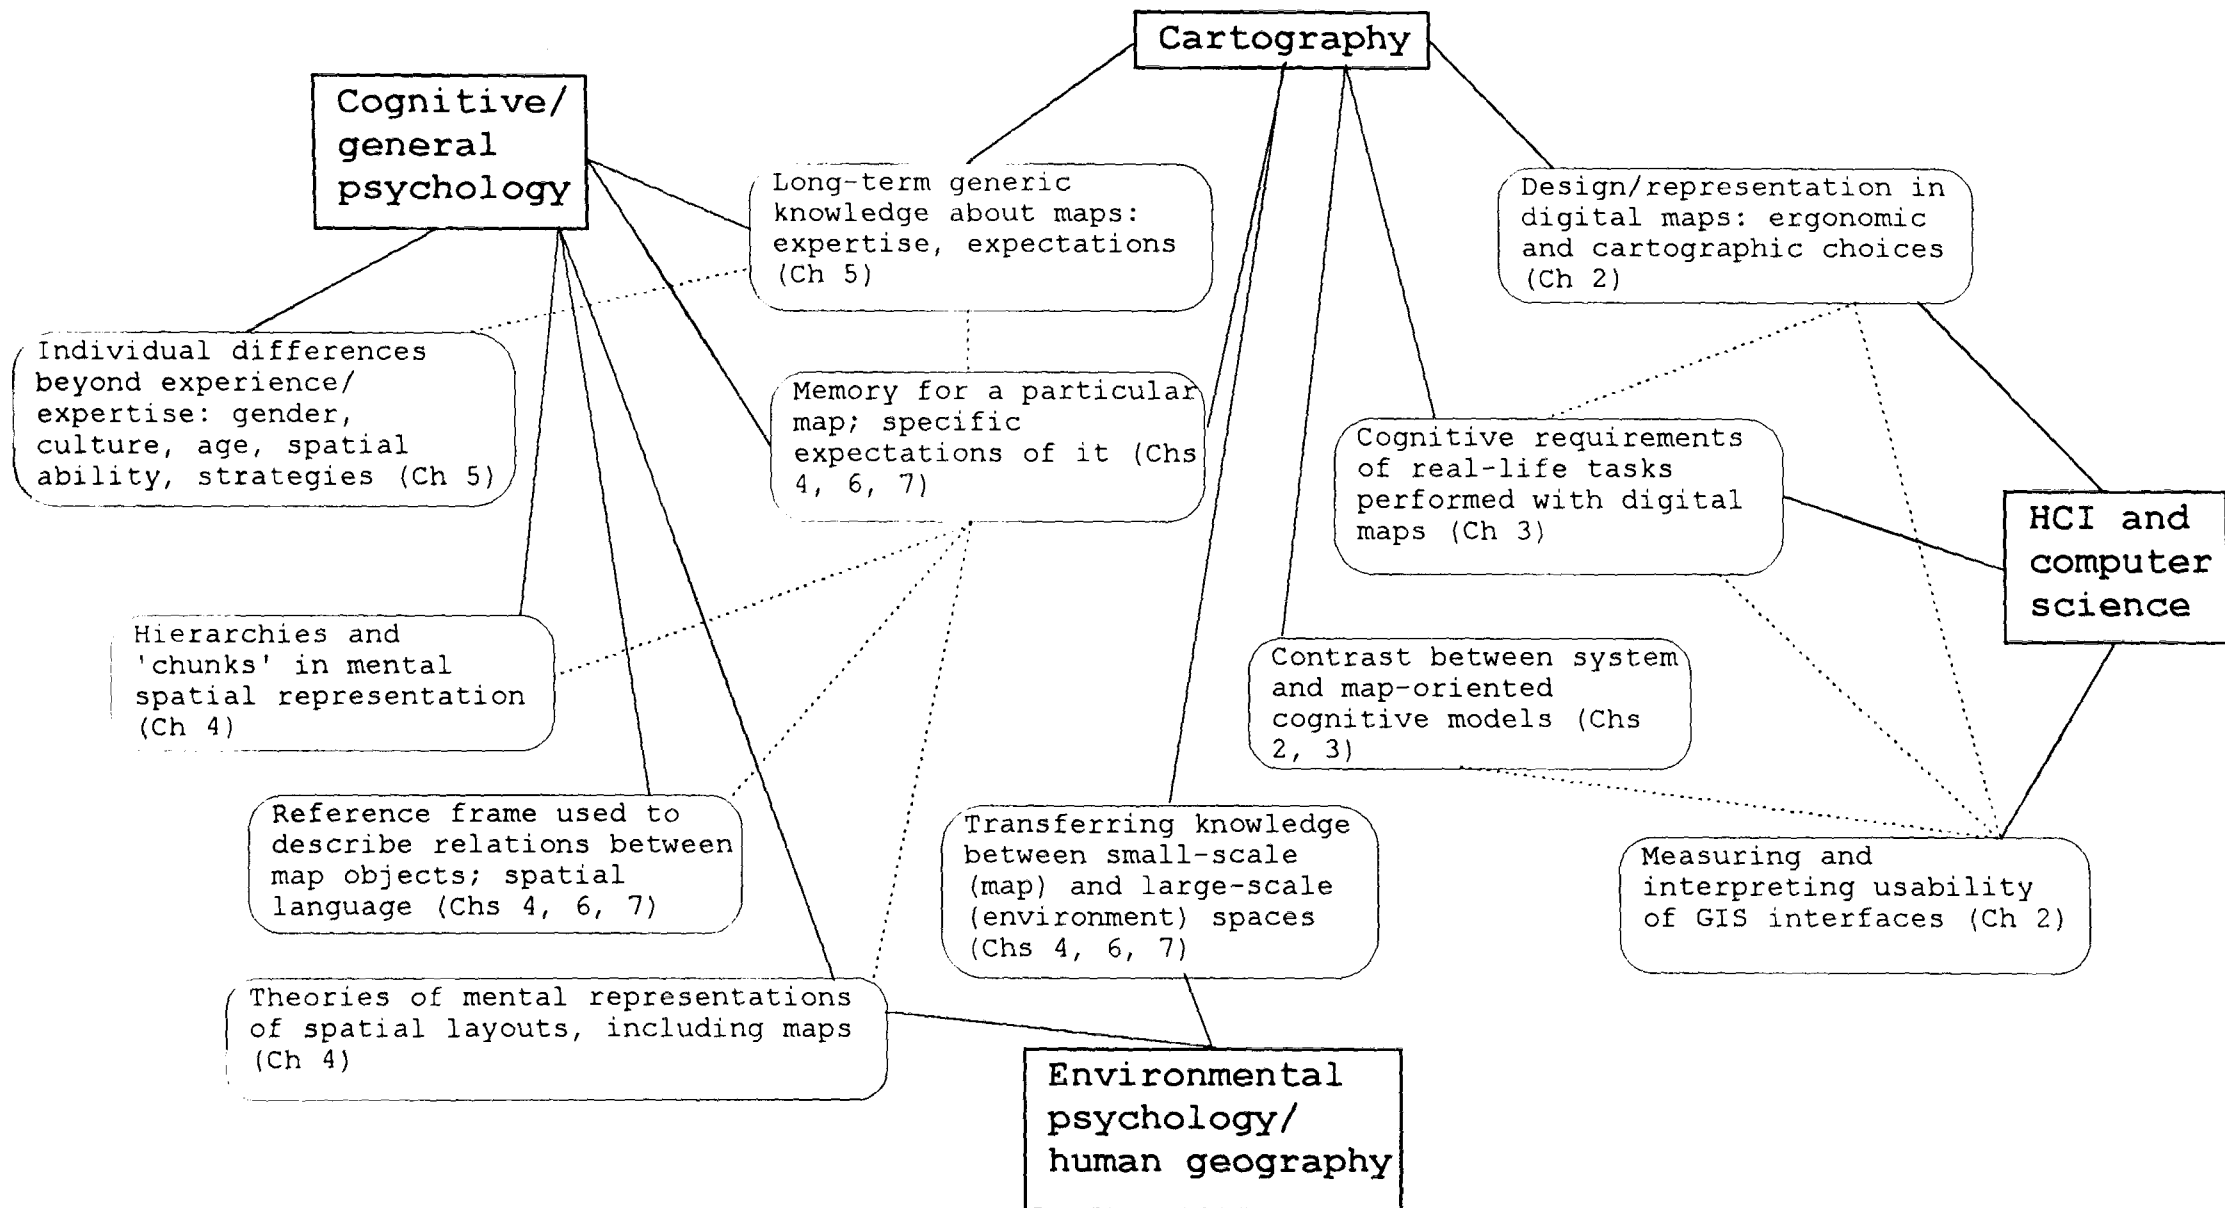 Cartography
Cognitive/
general
psychology
Long-term generic
knowledge about maps:
expertise, expectations
(Ch 5)
Design/representation in
digital maps: ergonomic
and cartographic choices
(Ch 2)
Individual differences
beyond experience/
expertise: gender,
culture, age, spatial
ability, strategies (Ch 5)
Memory for a particular
map; specific
expectations of it (Chs
4, 6, 7)
Cognitive requirements
of real-life tasks
performed with digital
maps (Ch 3)
HCI and
computer
science
Hierarchies and
'chunks' in mental
spatial representation
(Ch 4)
Contrast between system
and map-oriented
cognitive models (Chs
2, 3)
Reference frame used to
describe relations between
map objects; spatial
language (Chs 4, 6, 7)
Transferring knowledge
between small-scale
(map) and large-scale
(environment) spaces
(Chs 4, 6, 7)
Measuring and
interpreting usability
of GIS interfaces (Ch 2)
Theories of mental representations
of spatial layouts, including maps
(Ch 4)
Environmental
psychology/
human geography